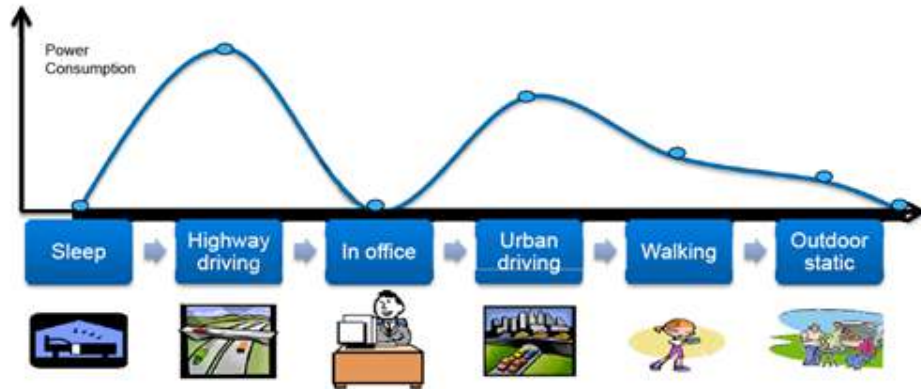 Power
Consumption
Sleep
Highway
driving
In office
Urban
driving
Walking
Outdoor
static